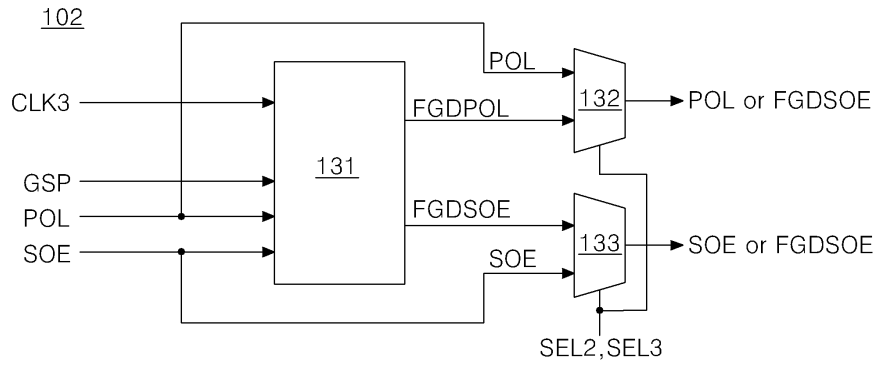 102
POL
CLK3
132
POL or FGDSOE
FGDPOL
131
GSP
POL
FGDSOE
SOE
133
SOE or FGDSOE
SOE
SEL2,SEL3